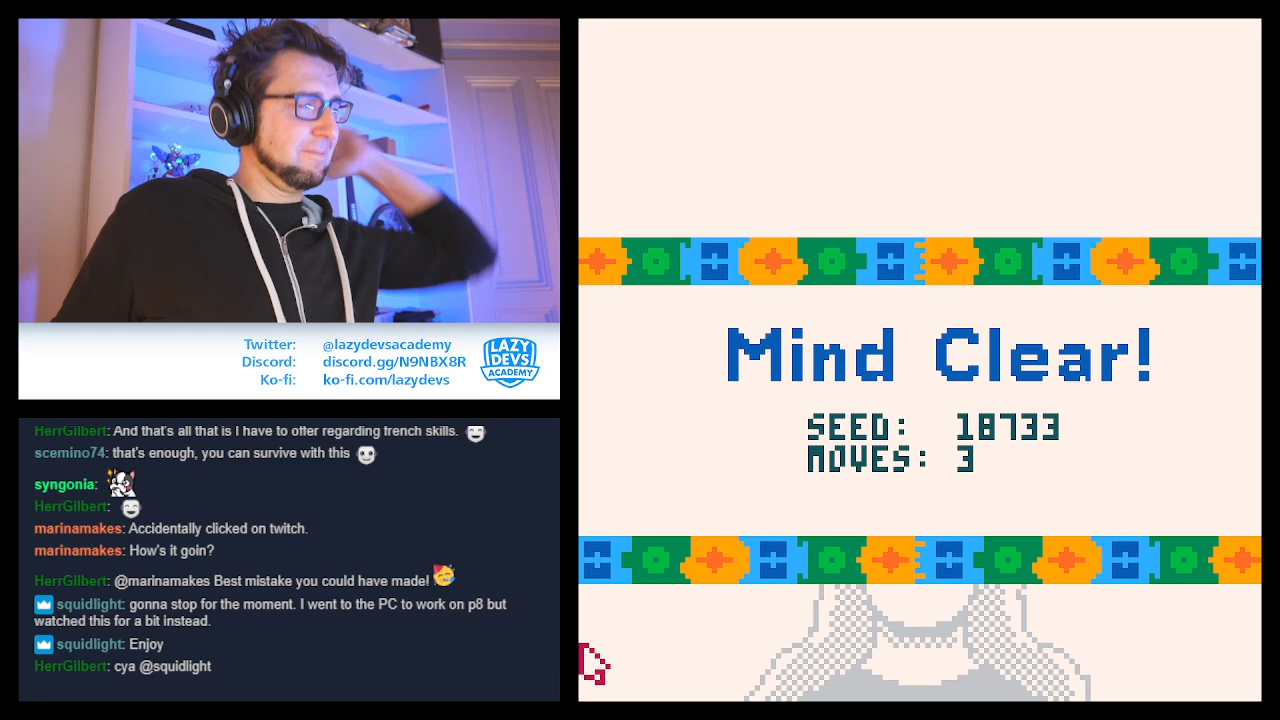 Twitter: @lazydevsacademy
Discord: discord.gg/N9NBX8R
Ko-fi: ko-fi.com/lazydevs
LAZY
DEVS
ACADEMY
HerrGilbert: And that's all that is I have to offer regarding trench skills.
scemino74: that's enough, you can survive with this
syngonia:
HerrGilbert:
marinamakes: Accidentally clicked on twitch.
marinamakes: How's it goin?
HerrGilbert: @marinamakes Best mistake you could have made!
squidlight: gonna stop for the moment. I went to the PC to work on p8 but
watched this for a bit instead.
squidlight: Enjoy
HerrGilbert: cya @squidlight
Mind Clear!
SEED: 18733
MOVES: 3